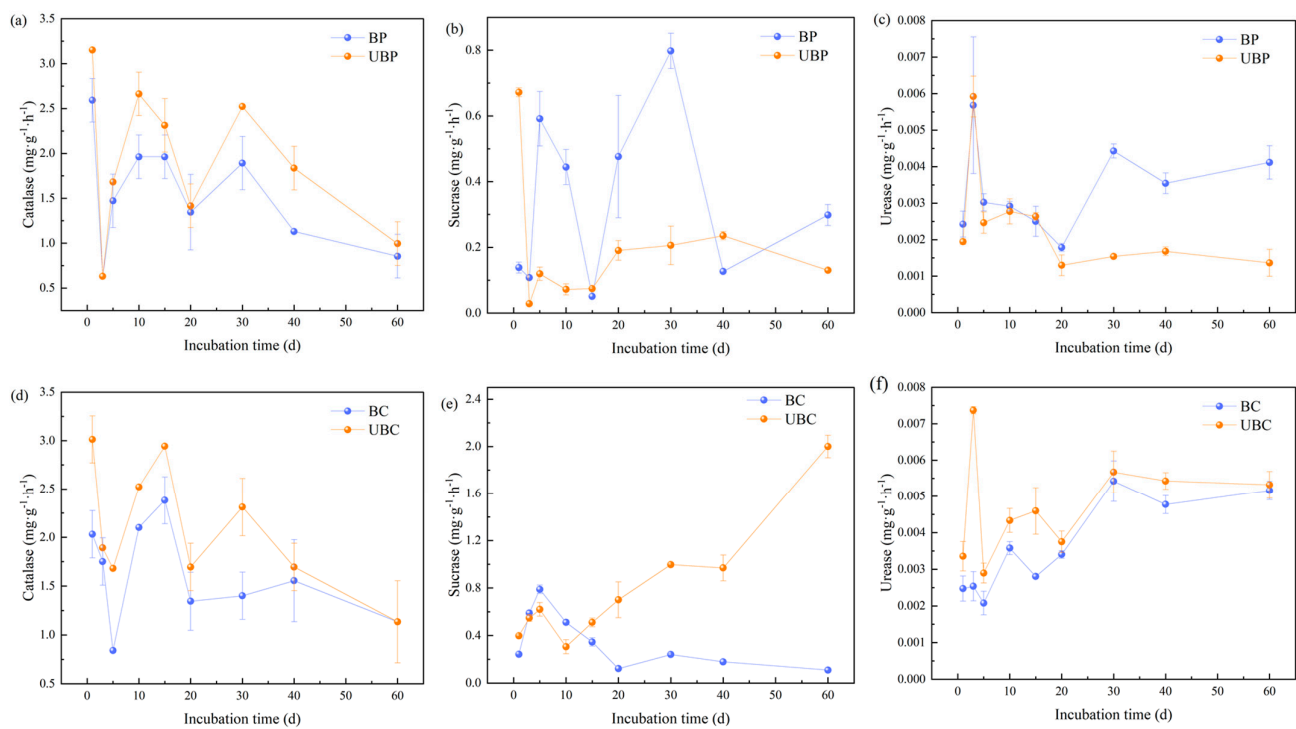 (a)
BP
UBP
Catalase (mg·g⁻¹·h⁻¹)
3.5
3.0
2.5
2.0
1.5
1.0
0.5
0 10 20 30 40 50 60
Incubation time (d)
(b)
BP
UBP
Sucrase (mg·g⁻¹·h⁻¹)
0.8
0.6
0.4
0.2
0.0
0 10 20 30 40 50 60
Incubation time (d)
(c)
BP
UBP
Urease (mg·g⁻¹·h⁻¹)
0.008
0.007
0.006
0.005
0.004
0.003
0.002
0.001
0.000
0 10 20 30 40 50 60
Incubation time (d)
(d)
BC
UBC
Catalase (mg·g⁻¹·h⁻¹)
3.5
3.0
2.5
2.0
1.5
1.0
0.5
0 10 20 30 40 50 60
Incubation time (d)
(e)
BC
UBC
Sucrase (mg·g⁻¹·h⁻¹)
2.4
2.0
1.6
1.2
0.8
0.4
0.0
0 10 20 30 40 50 60
Incubation time (d)
(f)
BC
UBC
Urease (mg·g⁻¹·h⁻¹)
0.008
0.007
0.006
0.005
0.004
0.003
0.002
0.001
0.000
0 10 20 30 40 50 60
Incubation time (d)